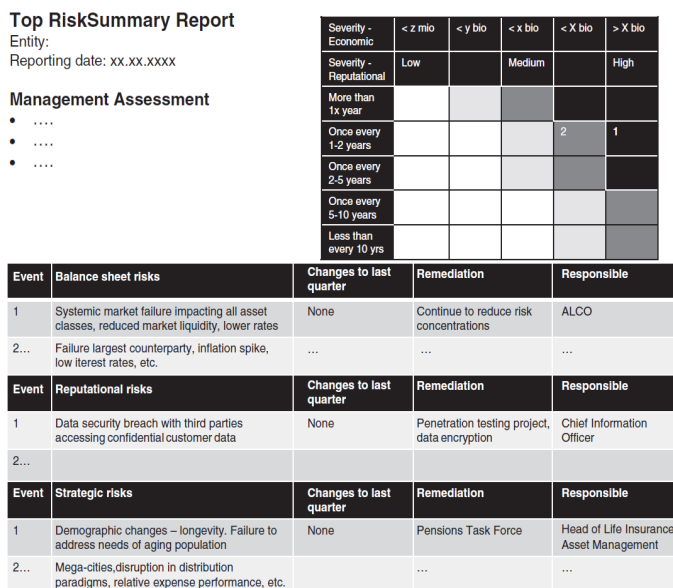 Top RiskSummary Report
Entity:
Reporting date: xx.xx.xxxx
Management Assessment
• ....
• ....
• ....
Severity - Economic < z mio < y bio < x bio < X bio > X bio
Severity - Reputational Low Medium High
More than 1x year
Once every 1-2 years 2 1
Once every 2-5 years
Once every 5-10 years
Less than every 10 yrs
Event Balance sheet risks Changes to last quarter Remediation Responsible
1 Systemic market failure impacting all asset classes, reduced market liquidity, lower rates None Continue to reduce risk concentrations ALCO
2... Failure largest counterparty, inflation spike, low iterest rates, etc. ... ... ...
Event Reputational risks Changes to last quarter Remediation Responsible
1 Data security breach with third parties accessing confidential customer data None Penetration testing project, data encryption Chief Information Officer
2...
Event Strategic risks Changes to last quarter Remediation Responsible
1 Demographic changes – longevity. Failure to address needs of aging population None Pensions Task Force Head of Life Insurance Asset Management
2... Mega-cities,disruption in distribution paradigms, relative expense performance, etc. ... ...